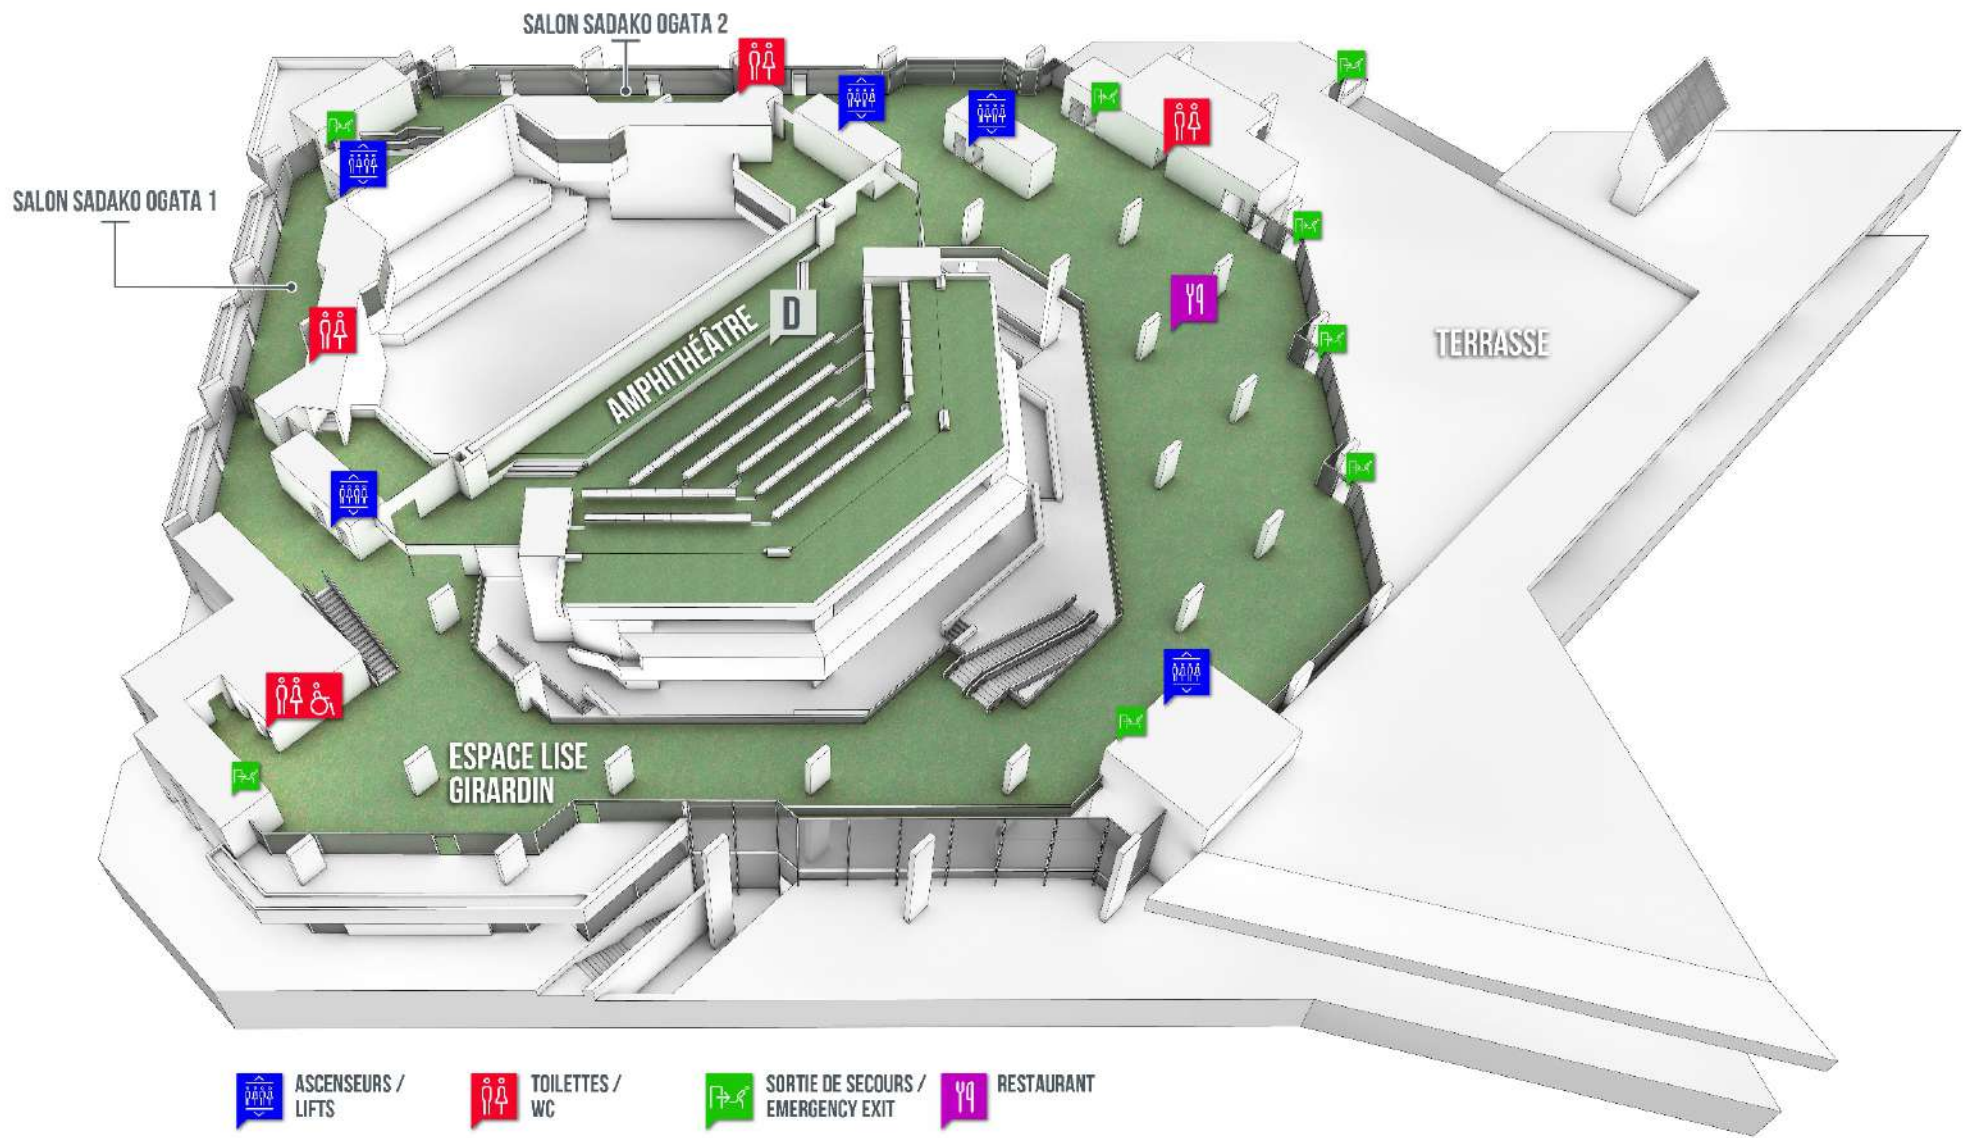 SALON SADAKO OGATA 2
SALON SADAKO OGATA 1
AMPHITHÉÂTRE
D
TERRASSE
ESPACE LISE
GIRARDIN
ASCENSEURS /
LIFTS
TOILETTES /
WC
SORTIE DE SECOURS /
EMERGENCY EXIT
RESTAURANT